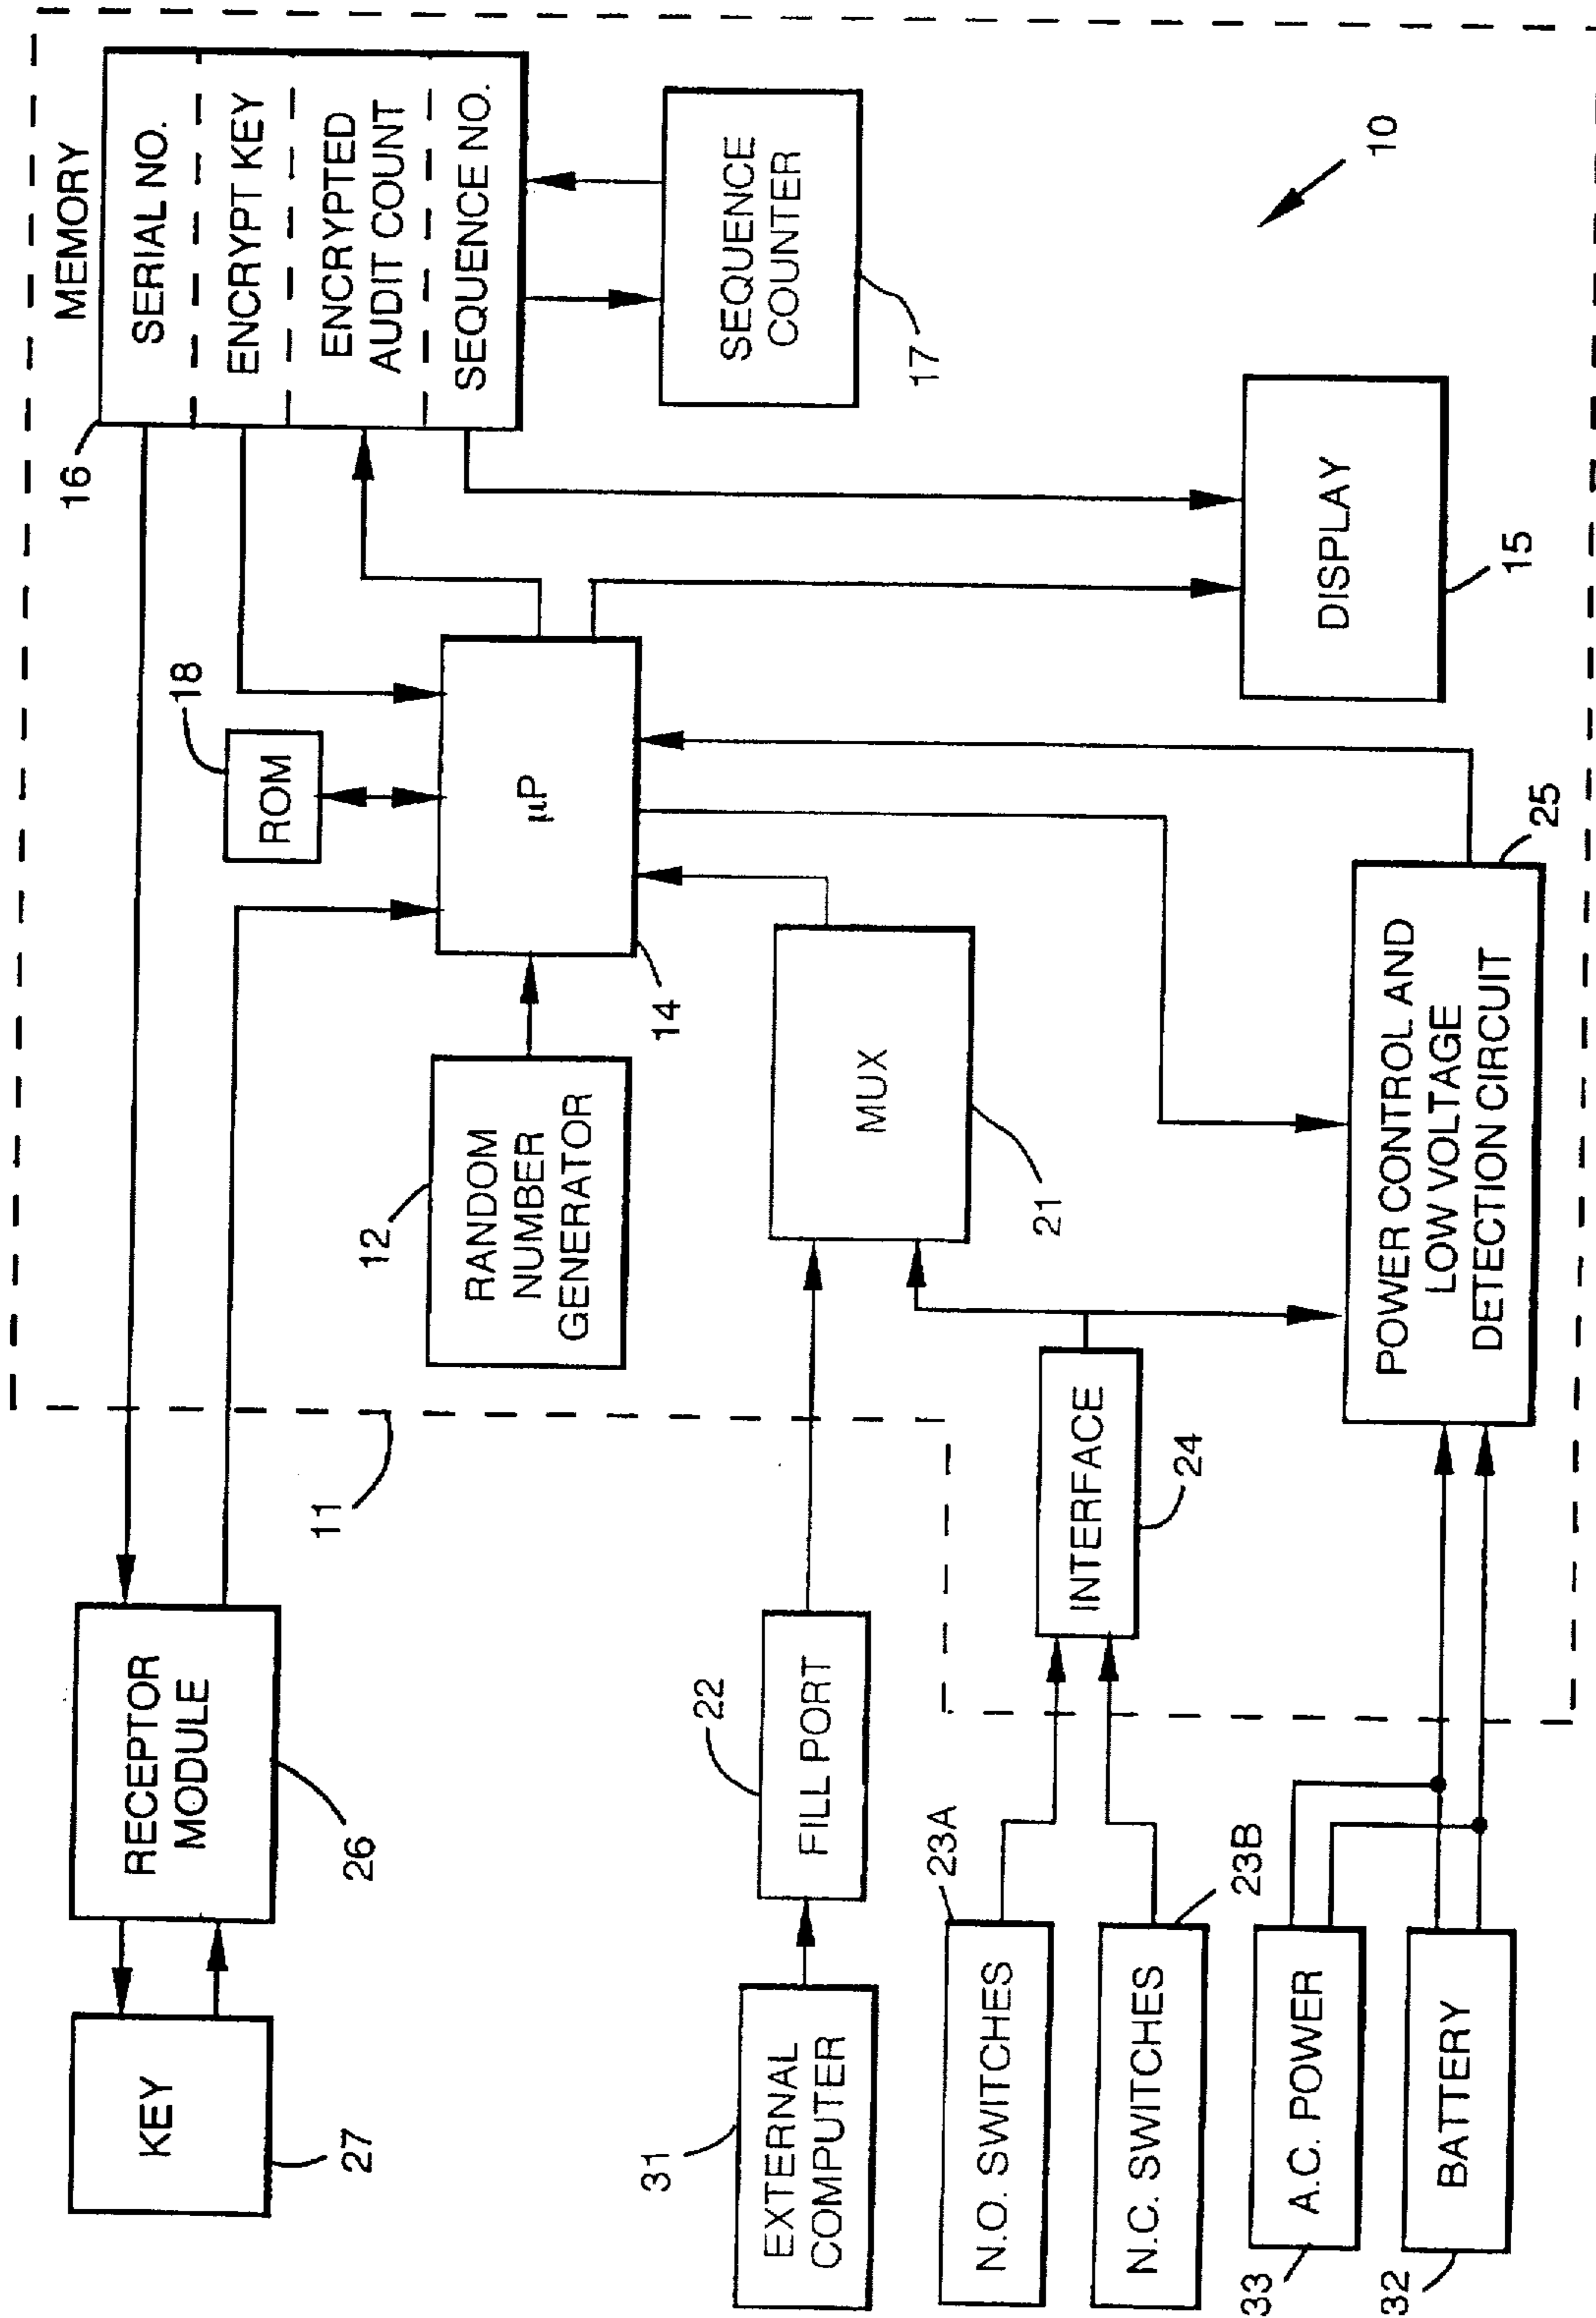 MEMORY
16
SERIAL NO.
ENCRYPT KEY
ENCRYPTED
AUDIT COUNT
SEQUENCE NO.
SEQUENCE
COUNTER
17
10
18
ROM
µP
14
DISPLAY
15
12
RANDOM
NUMBER
GENERATOR
MUX
21
25
POWER CONTROL AND
LOW VOLTAGE
DETECTION CIRCUIT
11
RECEPTOR
MODULE
26
KEY
27
22
FILL PORT
31
EXTERNAL
COMPUTER
INTERFACE
24
23A
N.O. SWITCHES
23B
N.C. SWITCHES
33
A.C. POWER
32
BATTERY